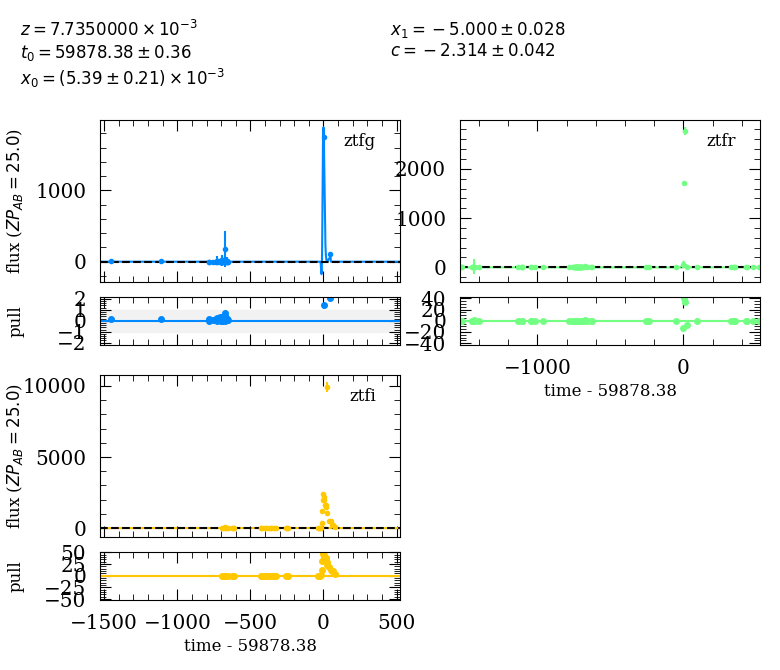 z = 7.7350000 × 10⁻³
t₀ = 59878.38 ± 0.36
x₀ = (5.39 ± 0.21) × 10⁻³
x₁ = −5.000 ± 0.028
c = −2.314 ± 0.042
ztfg
flux (ZP_AB = 25.0)
1000
0
pull
2
1
0
−1
−2
ztfr
2000
1000
0
40
20
0
−20
−40
−1000 0
time - 59878.38
ztfi
flux (ZP_AB = 25.0)
10000
5000
0
pull
50
25
0
−25
−50
−1500 −1000 −500 0 500
time - 59878.38